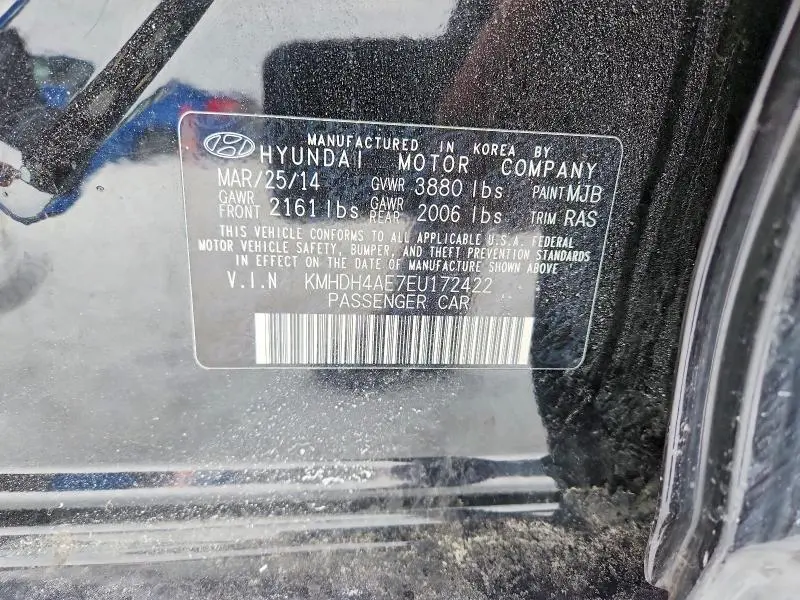 MANUFACTURED IN KOREA BY
HYUNDAI MOTOR COMPANY
MAR/25/14 GVWR 3880 lbs PAINT MJB
GAWR FRONT 2161 lbs GAWR REAR 2006 lbs TRIM RAS
THIS VEHICLE CONFORMS TO ALL APPLICABLE U.S.A. FEDERAL
MOTOR VEHICLE SAFETY, BUMPER, AND THEFT PREVENTION STANDARDS
IN EFFECT ON THE DATE OF MANUFACTURE SHOWN ABOVE
V.I.N KMHDH4AE7EU172422
PASSENGER CAR